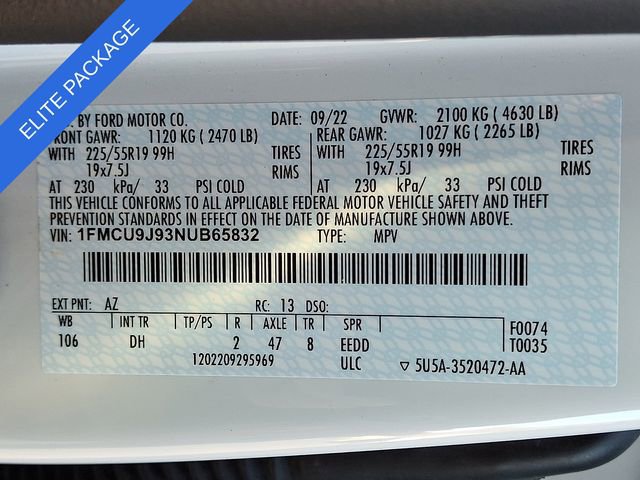 ELITE PACKAGE
BY FORD MOTOR CO. DATE: 09/22 GVWR: 2100 KG ( 4630 LB)
FRONT GAWR: 1120 KG ( 2470 LB) REAR GAWR: 1027 KG ( 2265 LB)
WITH 225/55R19 99H TIRES WITH 225/55R19 99H TIRES
19x7.5J RIMS 19x7.5J RIMS
AT 230 kPa/ 33 PSI COLD AT 230 kPa/ 33 PSI COLD
THIS VEHICLE CONFORMS TO ALL APPLICABLE FEDERAL MOTOR VEHICLE SAFETY AND THEFT
PREVENTION STANDARDS IN EFFECT ON THE DATE OF MANUFACTURE SHOWN ABOVE.
VIN: 1FMCU9J93NUB65832 TYPE: MPV
EXT PNT: AZ RC: 13 DSO:
WB INT TR TP/PS R AXLE TR SPR F0074
106 DH 2 47 8 EEDD T0035
1202209295969 ULC 5U5A-3520472-AA